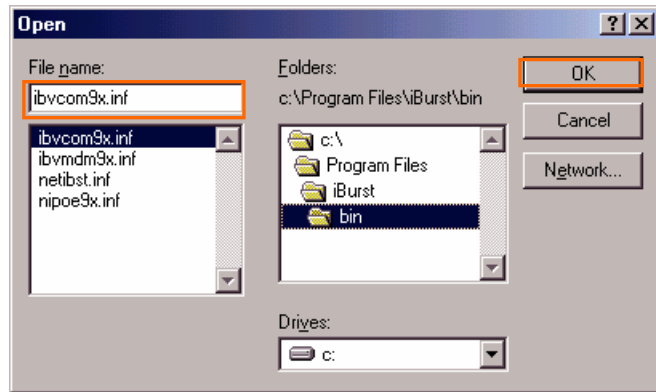 Open
File name:
ibvcom9x.inf
ibvcom9x.inf
ibvmdm9x.inf
netibst.inf
nipoe9x.inf
Folders:
c:\Program Files\iBurst\bin
c:\
Program Files
iBurst
bin
Drives:
c:
OK
Cancel
Network...